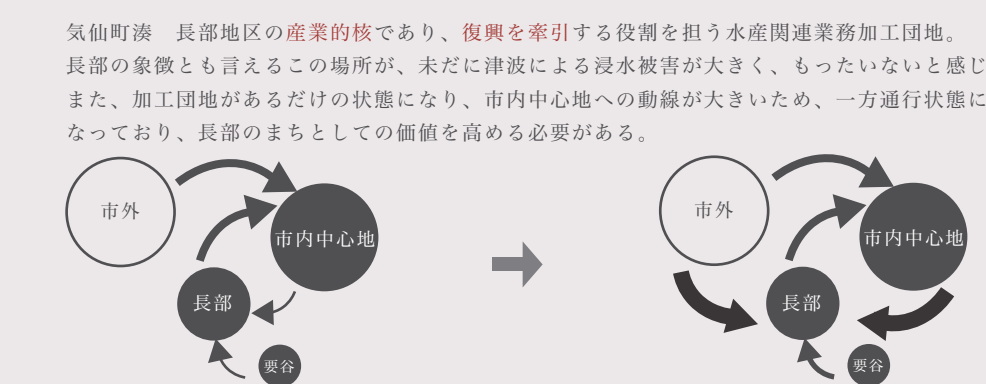 気仙町湊　長部地区の産業的核であり、復興を牽引する役割を担う水産関連業務加工団地。
長部の象徴とも言えるこの場所が、未だに津波による浸水被害が大きく、もったいないと感じ
また、加工団地があるだけの状態になり、市内中心地への動線が大きいため、一方通行状態に
なっており、長部のまちとしての価値を高める必要がある。
市外
市内中心地
長部
要谷
市外
市内中心地
長部
要谷